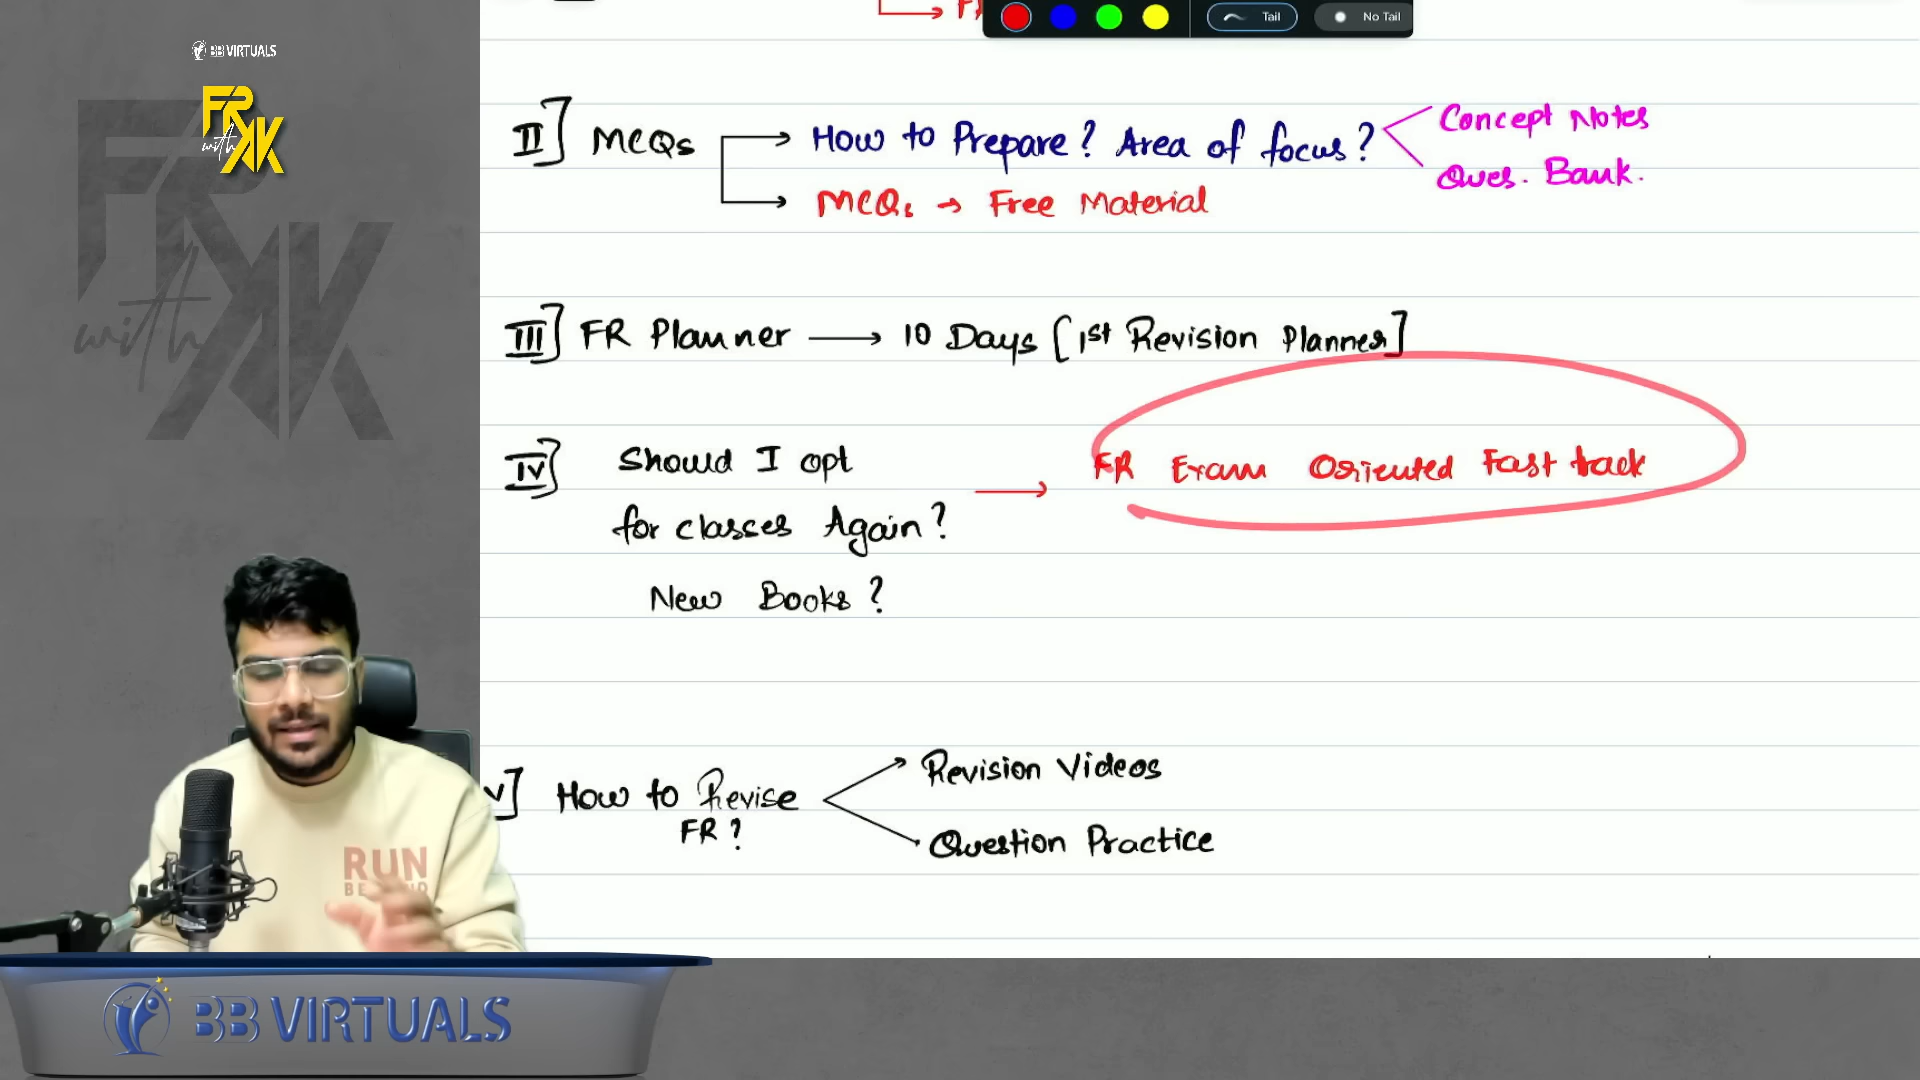 BB VIRTUALS
FR
with
AK
Tail
No Tail
II] MCQs
How to Prepare? Area of focus?
Concept Notes
Ques. Bank.
MCQs → Free Material
III] FR Planner → 10 Days [1st Revision Planner]
IV] Should I opt
for classes Again?
New Books?
→ FR Exam Oriented Fast track
V] How to Revise
FR?
Revision Videos
Question Practice
RUN
BB VIRTUALS